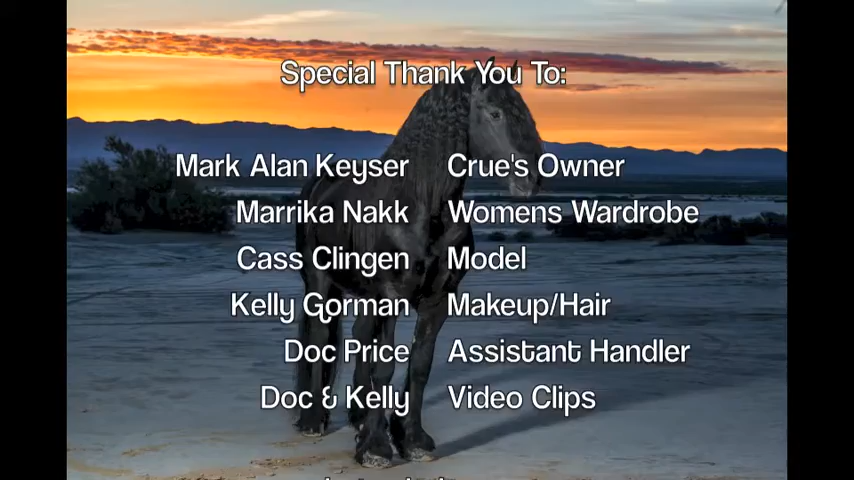 Special Thank You To:
Mark Alan Keyser Crue's Owner
Marrika Nakk Womens Wardrobe
Cass Clingen Model
Kelly Gorman Makeup/Hair
Doc Price Assistant Handler
Doc & Kelly Video Clips